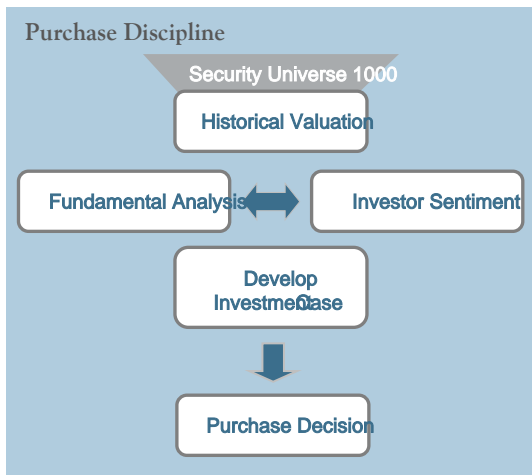 Purchase Discipline
Security Universe 1000
Historical Valuation
Fundamental Analysis
Investor Sentiment
Develop
Investment Case
Purchase Decision